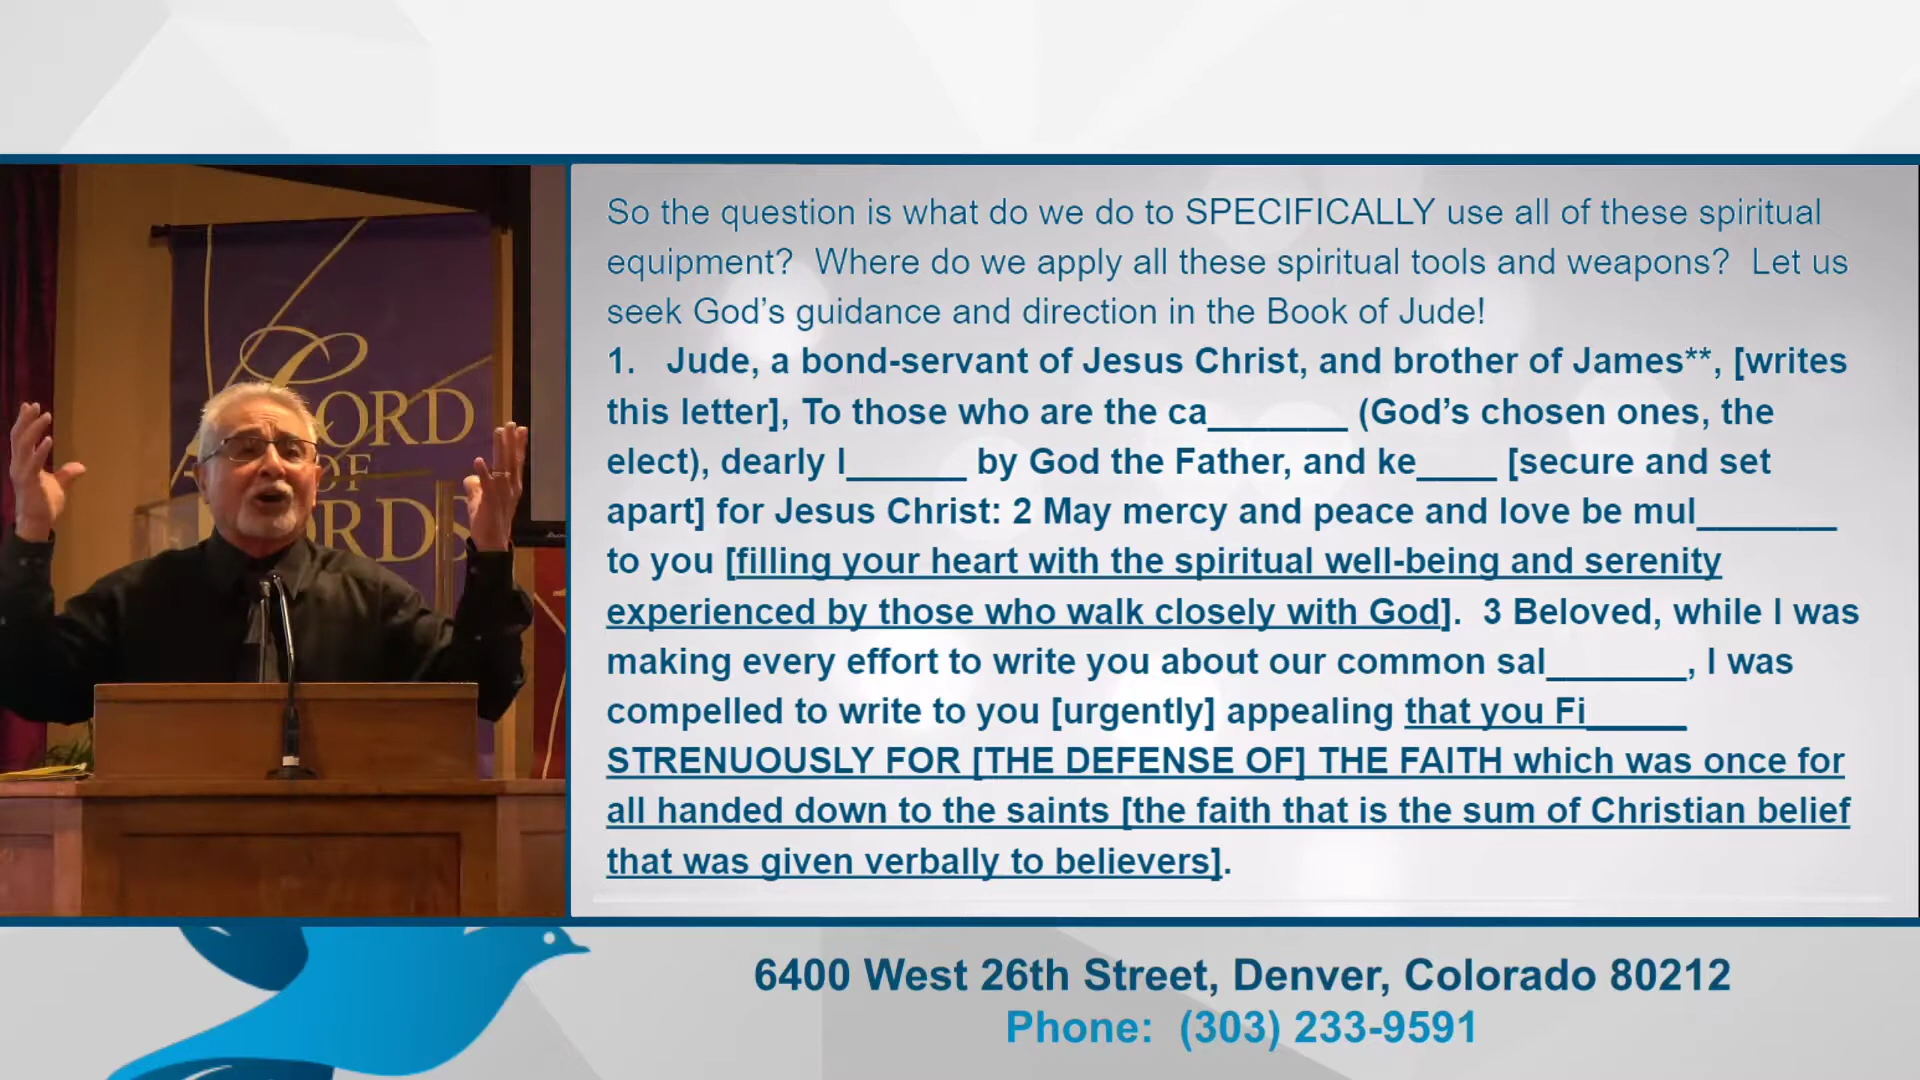 LORD
OF
ORDS
So the question is what do we do to SPECIFICALLY use all of these spiritual
equipment?  Where do we apply all these spiritual tools and weapons?  Let us
seek God’s guidance and direction in the Book of Jude!
1.   Jude, a bond-servant of Jesus Christ, and brother of James**, [writes
this letter], To those who are the ca_______ (God’s chosen ones, the
elect), dearly l______ by God the Father, and ke____ [secure and set
apart] for Jesus Christ: 2 May mercy and peace and love be mul_______
to you [filling your heart with the spiritual well-being and serenity
experienced by those who walk closely with God].  3 Beloved, while I was
making every effort to write you about our common sal_______, I was
compelled to write to you [urgently] appealing that you Fi_____
STRENUOUSLY FOR [THE DEFENSE OF] THE FAITH which was once for
all handed down to the saints [the faith that is the sum of Christian belief
that was given verbally to believers].
6400 West 26th Street, Denver, Colorado 80212
Phone:  (303) 233-9591